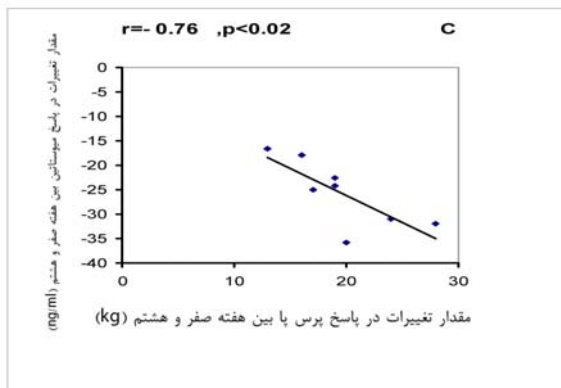 r=- 0.76 ,p<0.02 C
مقدار تغییرات در پاسخ میوستاتین بین هفته صفر و هشتم (ng/ml)
0
-5
-10
-15
-20
-25
-30
-35
-40
0 10 20 30
مقدار تغییرات در پاسخ پرس پا بین هفته صفر و هشتم (kg)